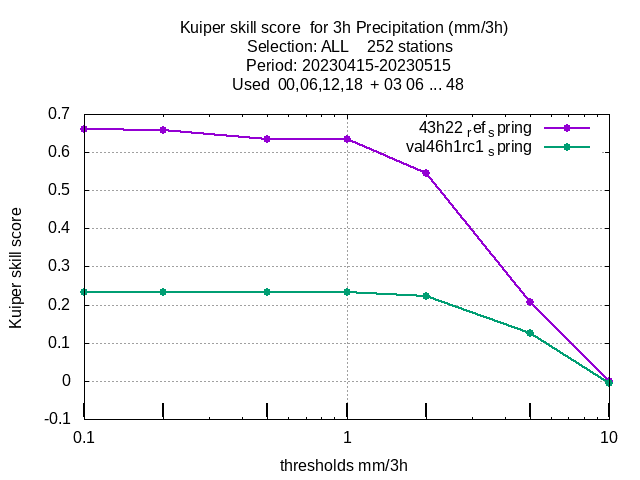 Kuiper skill score for 3h Precipitation (mm/3h)
Selection: ALL 252 stations
Period: 20230415-20230515
Used 00,06,12,18 + 03 06 ... 48
0.7
0.6
0.5
0.4
0.3
0.2
0.1
0
-0.1
Kuiper skill score
43h22 ref spring
val46h1rc1 spring
0.1
1
10
thresholds mm/3h